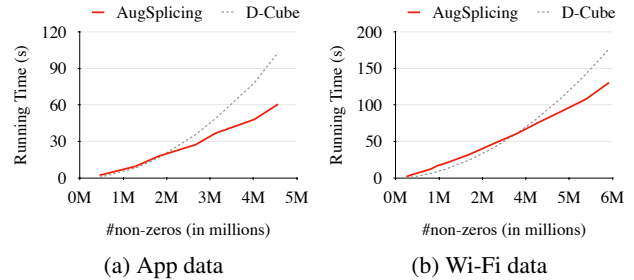 AugSplicing D-Cube
120
90
60
30
0
Running Time (s)
0M 1M 2M 3M 4M 5M
#non-zeros (in millions)
(a) App data
AugSplicing D-Cube
200
150
100
50
0
Running Time (s)
0M 1M 2M 3M 4M 5M 6M
#non-zeros (in millions)
(b) Wi-Fi data